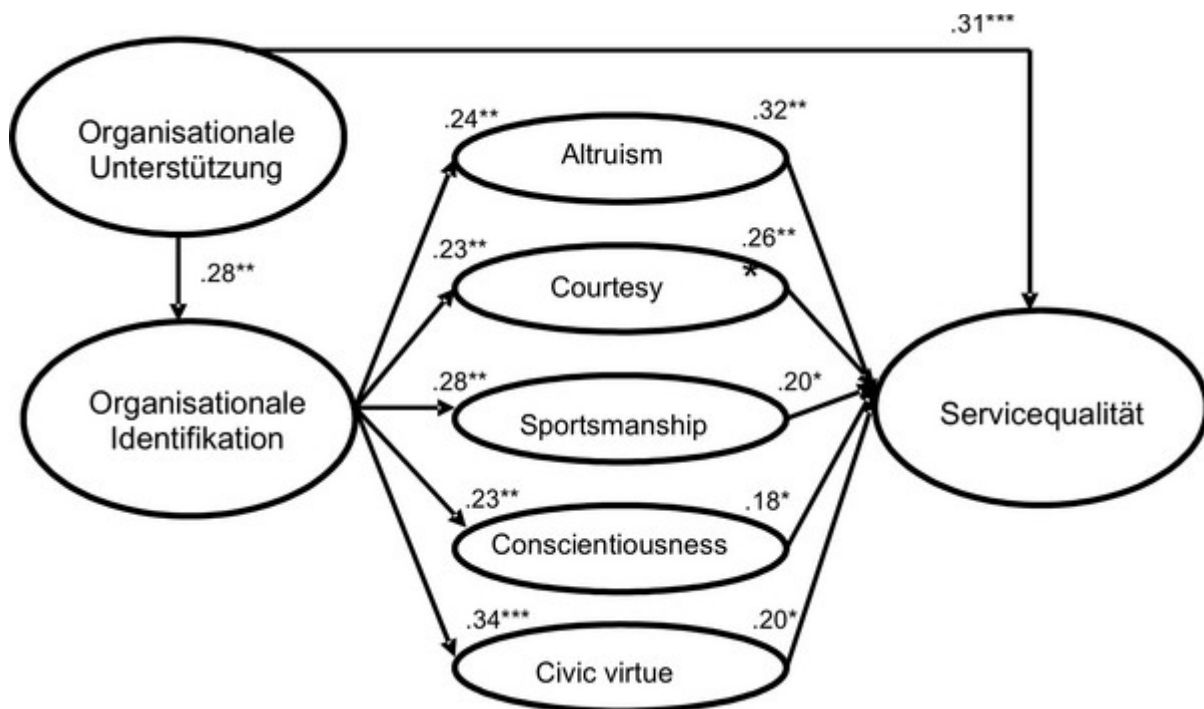 .31***
Organisationale
Unterstützung
.28**
Organisationale
Identifikation
.24**
Altruism
.32**
.23**
Courtesy
.26**
*
.28**
Sportsmanship
.20*
.23**
Conscientiousness
.18*
.34***
Civic virtue
.20*
Servicequalität